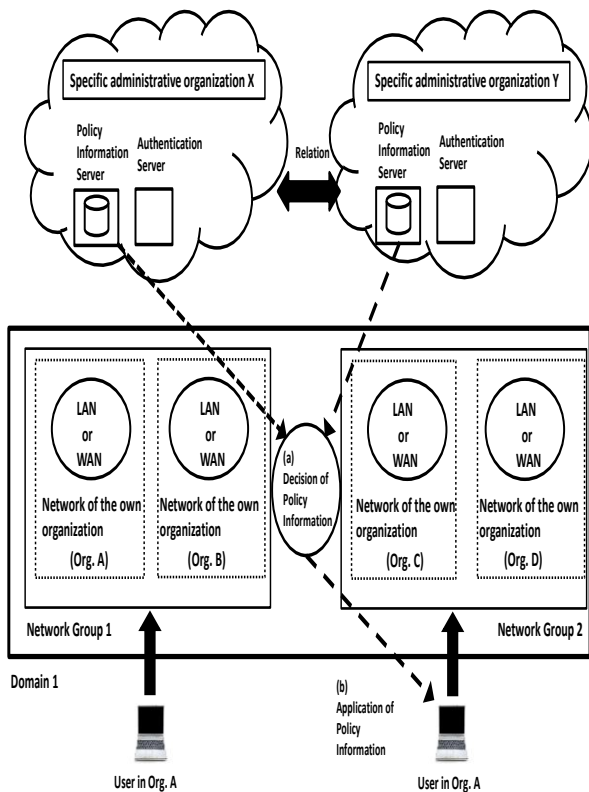 Specific administrative organization X
Policy
Information
Server
Authentication
Server
Relation
Specific administrative organization Y
Policy
Information
Server
Authentication
Server
LAN
or
WAN
Network of the own
organization
(Org. A)
LAN
or
WAN
Network of the own
organization
(Org. B)
(a)
Decision of
Policy
Information
LAN
or
WAN
Network of the own
organization
(Org. C)
LAN
or
WAN
Network of the own
organization
(Org. D)
Network Group 1
Network Group 2
Domain 1
(b)
Application of
Policy
Information
User in Org. A
User in Org. A